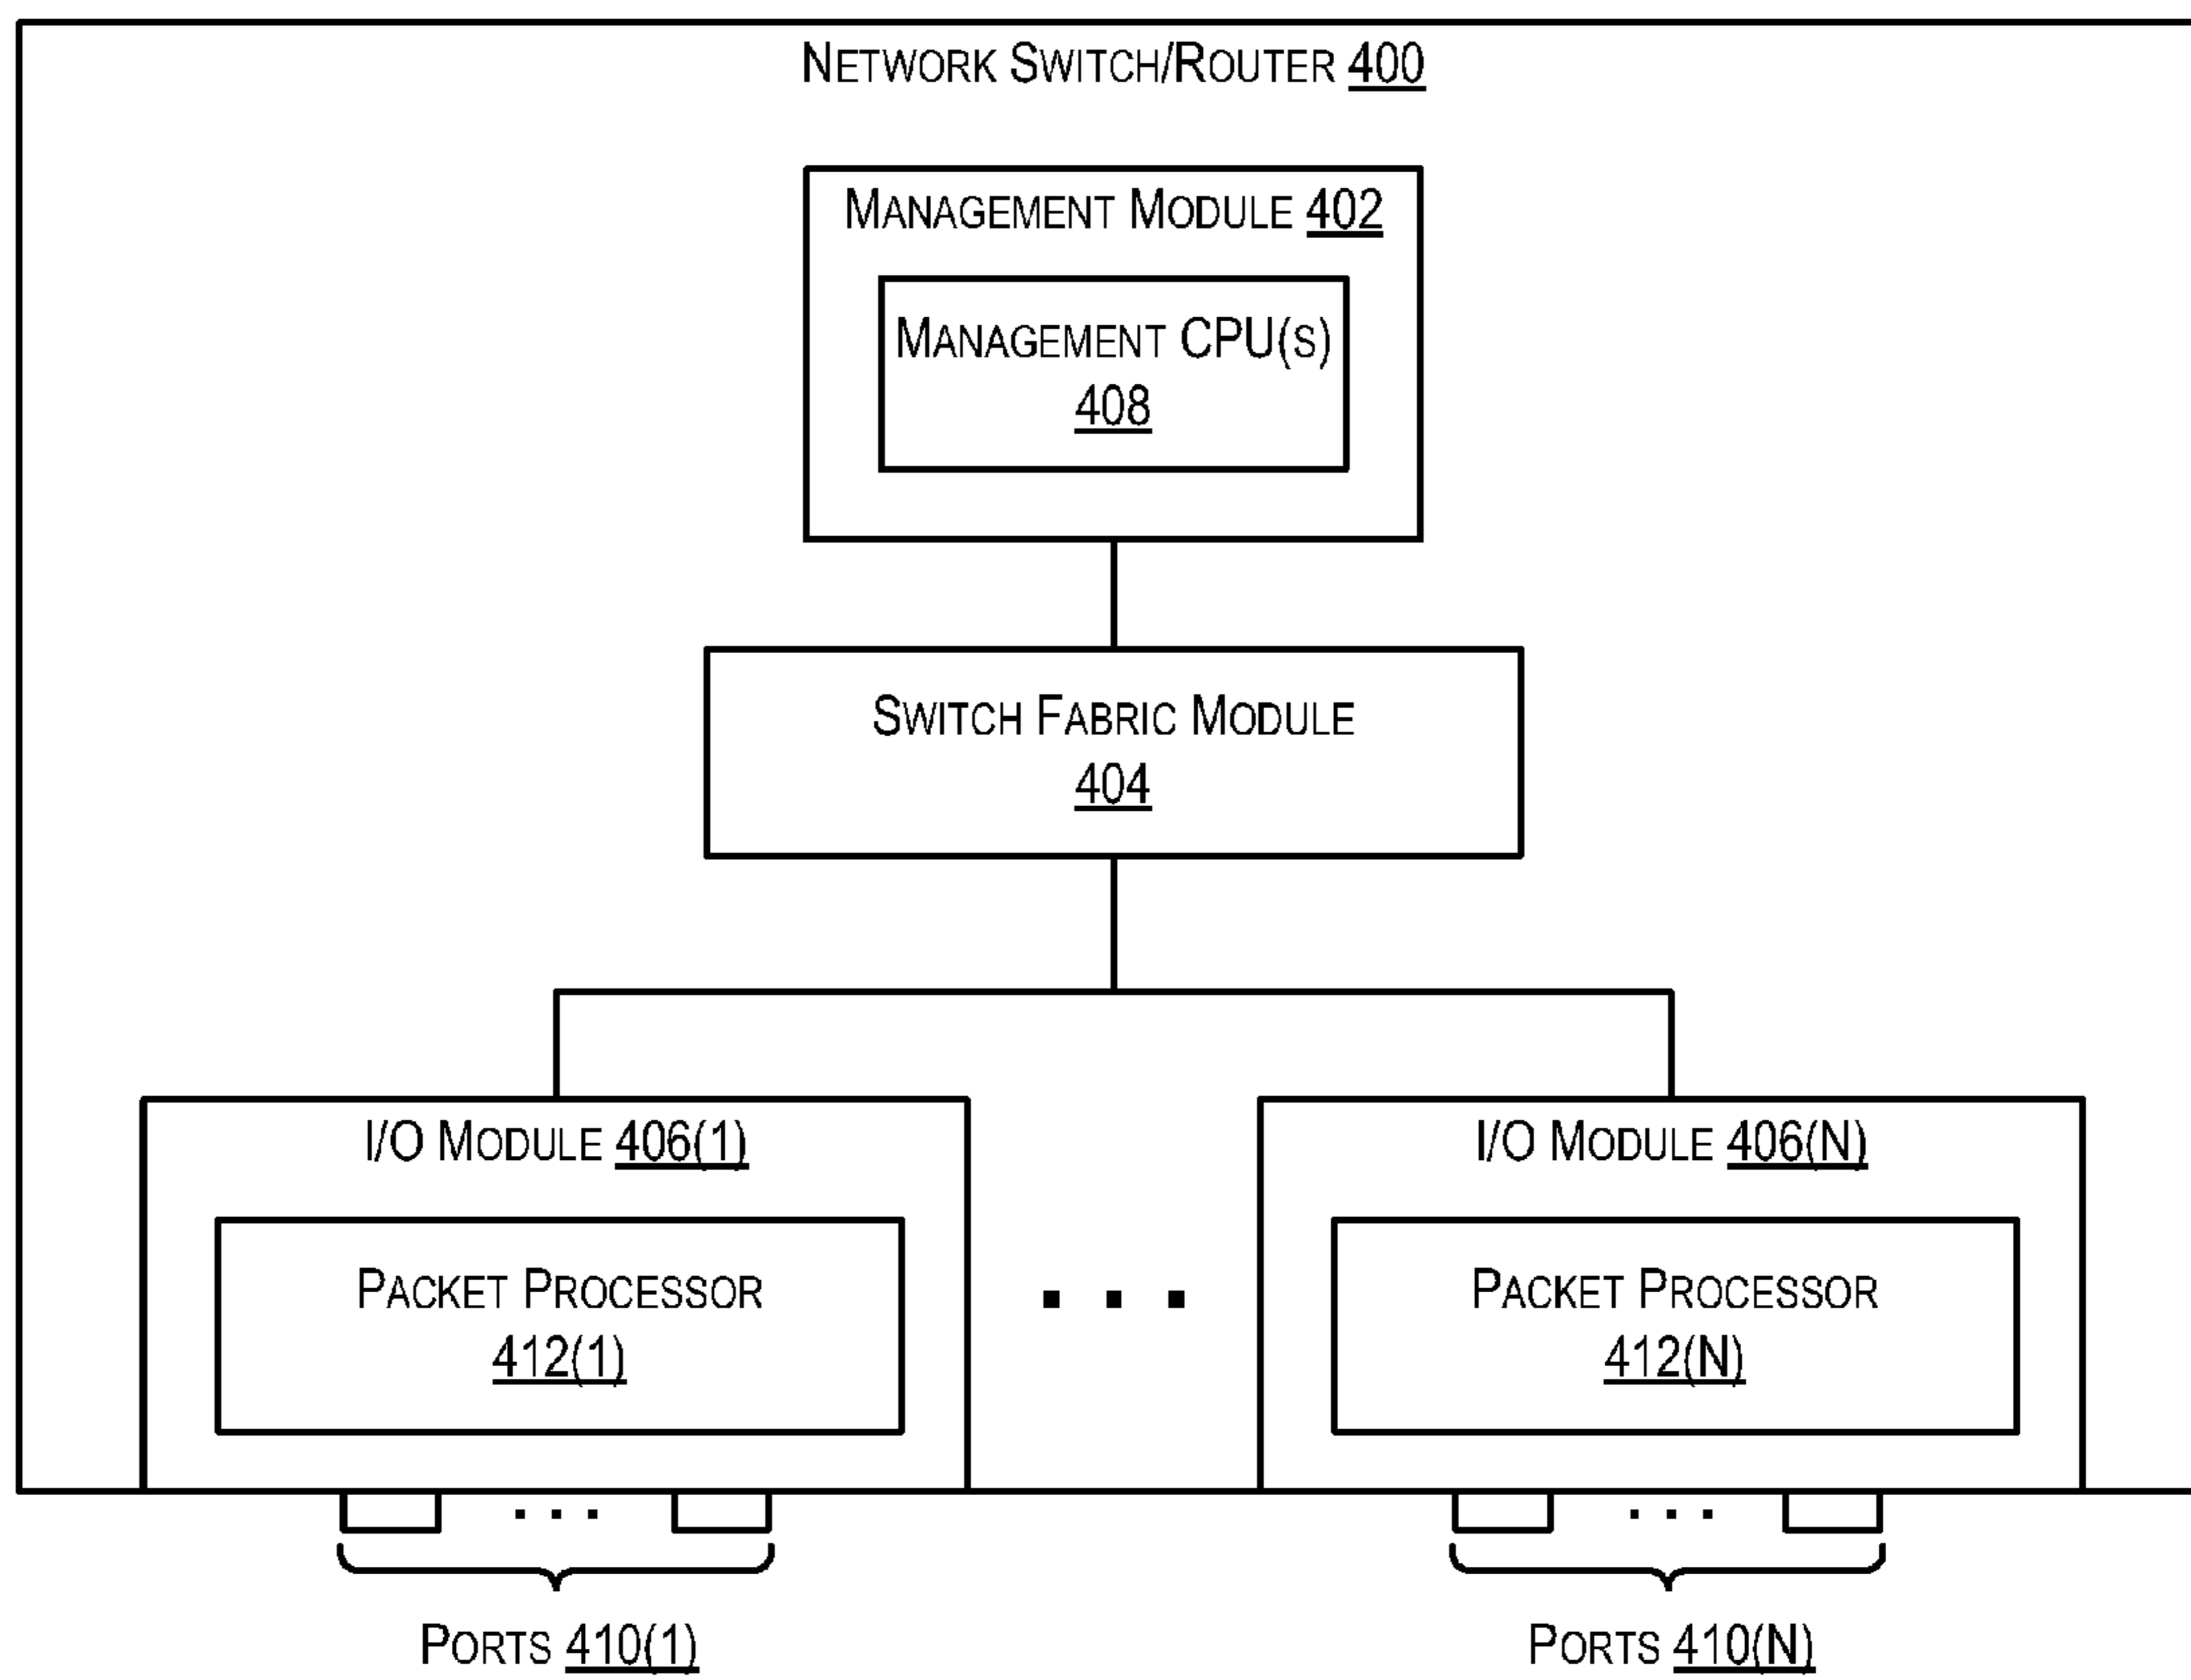 NETWORK SWITCH/ROUTER 400
MANAGEMENT MODULE 402
MANAGEMENT CPU(S)
408
SWITCH FABRIC MODULE
404
I/O MODULE 406(1)
I/O MODULE 406(N)
PACKET PROCESSOR
412(1)
PACKET PROCESSOR
412(N)
PORTS 410(1)
PORTS 410(N)